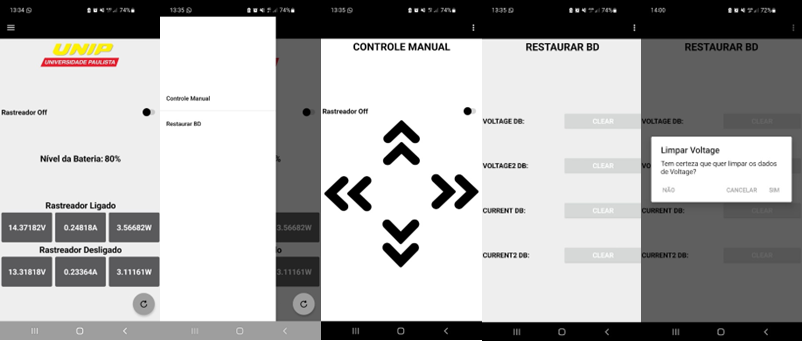 13:34
74%
UNIP
UNIVERSIDADE PAULISTA
Rastreador Off
Nível da Bateria: 80%
Rastreador Ligado
14.37182V 0.24818A 3.56682W
Rastreador Desligado
13.31818V 0.23364A 3.11161W
13:35
74%
Controle Manual
Restaurar BD
%
3.56682W
o
3.11161W
13:35
74%
CONTROLE MANUAL
Rastreador Off
13:35
74%
RESTAURAR BD
VOLTAGE DB: CLEAR
VOLTAGE2 DB: CLEAR
CURRENT DB: CLEAR
CURRENT2 DB: CLEAR
14:00
72%
RESTAURAR BD
VOLTAGE DB: CLEAR
Limpar Voltage
Tem certeza que quer limpar os dados
de Voltage?
NÃO CANCELAR SIM
CURRENT DB: CLEAR
CURRENT2 DB: CLEAR